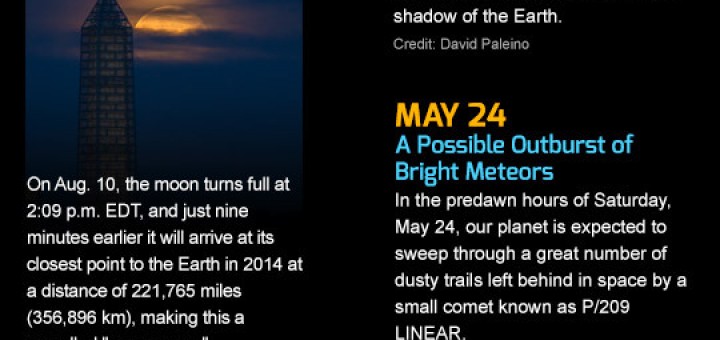 On Aug. 10, the moon turns full at
2:09 p.m. EDT, and just nine
minutes earlier it will arrive at its
closest point to the Earth in 2014 at
a distance of 221,765 miles
(356,896 km), making this a
shadow of the Earth.
Credit: David Paleino
MAY 24
A Possible Outburst of
Bright Meteors
In the predawn hours of Saturday,
May 24, our planet is expected to
sweep through a great number of
dusty trails left behind in space by a
small comet known as P/209
LINEAR.